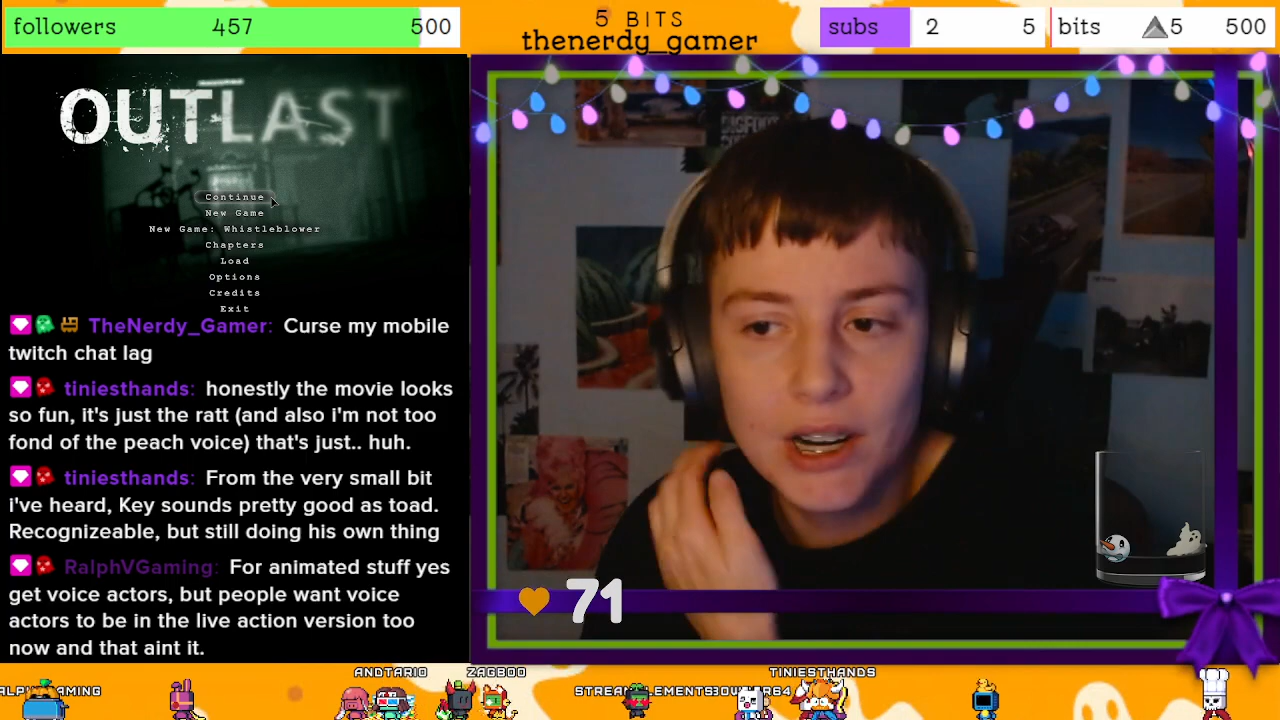 followers 457 500
5 BITS
thenerdy_gamer
subs 2 5
bits 5 500
OUTLAST
Continue
New Game
New Game: Whistleblower
Chapters
Load
Options
Credits
Exit
TheNerdy_Gamer: Curse my mobile
twitch chat lag
tiniesthands: honestly the movie looks
so fun, it's just the ratt (and also i'm not too
fond of the peach voice) that's just.. huh.
tiniesthands: From the very small bit
i've heard, Key sounds pretty good as toad.
Recognizeable, but still doing his own thing
RalphVGaming: For animated stuff yes
get voice actors, but people want voice
actors to be in the live action version too
now and that aint it.
BIGFOOT
71
ANDTARIO
ZAGBOO
TINIESTHANDS